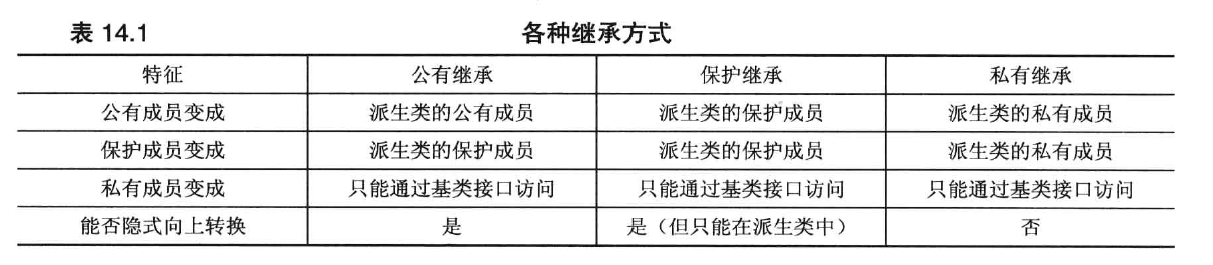 表 14.1 各种继承方式
特征 公有继承 保护继承 私有继承
公有成员变成 派生类的公有成员 派生类的保护成员 派生类的私有成员
保护成员变成 派生类的保护成员 派生类的保护成员 派生类的私有成员
私有成员变成 只能通过基类接口访问 只能通过基类接口访问 只能通过基类接口访问
能否隐式向上转换 是 是（但只能在派生类中） 否